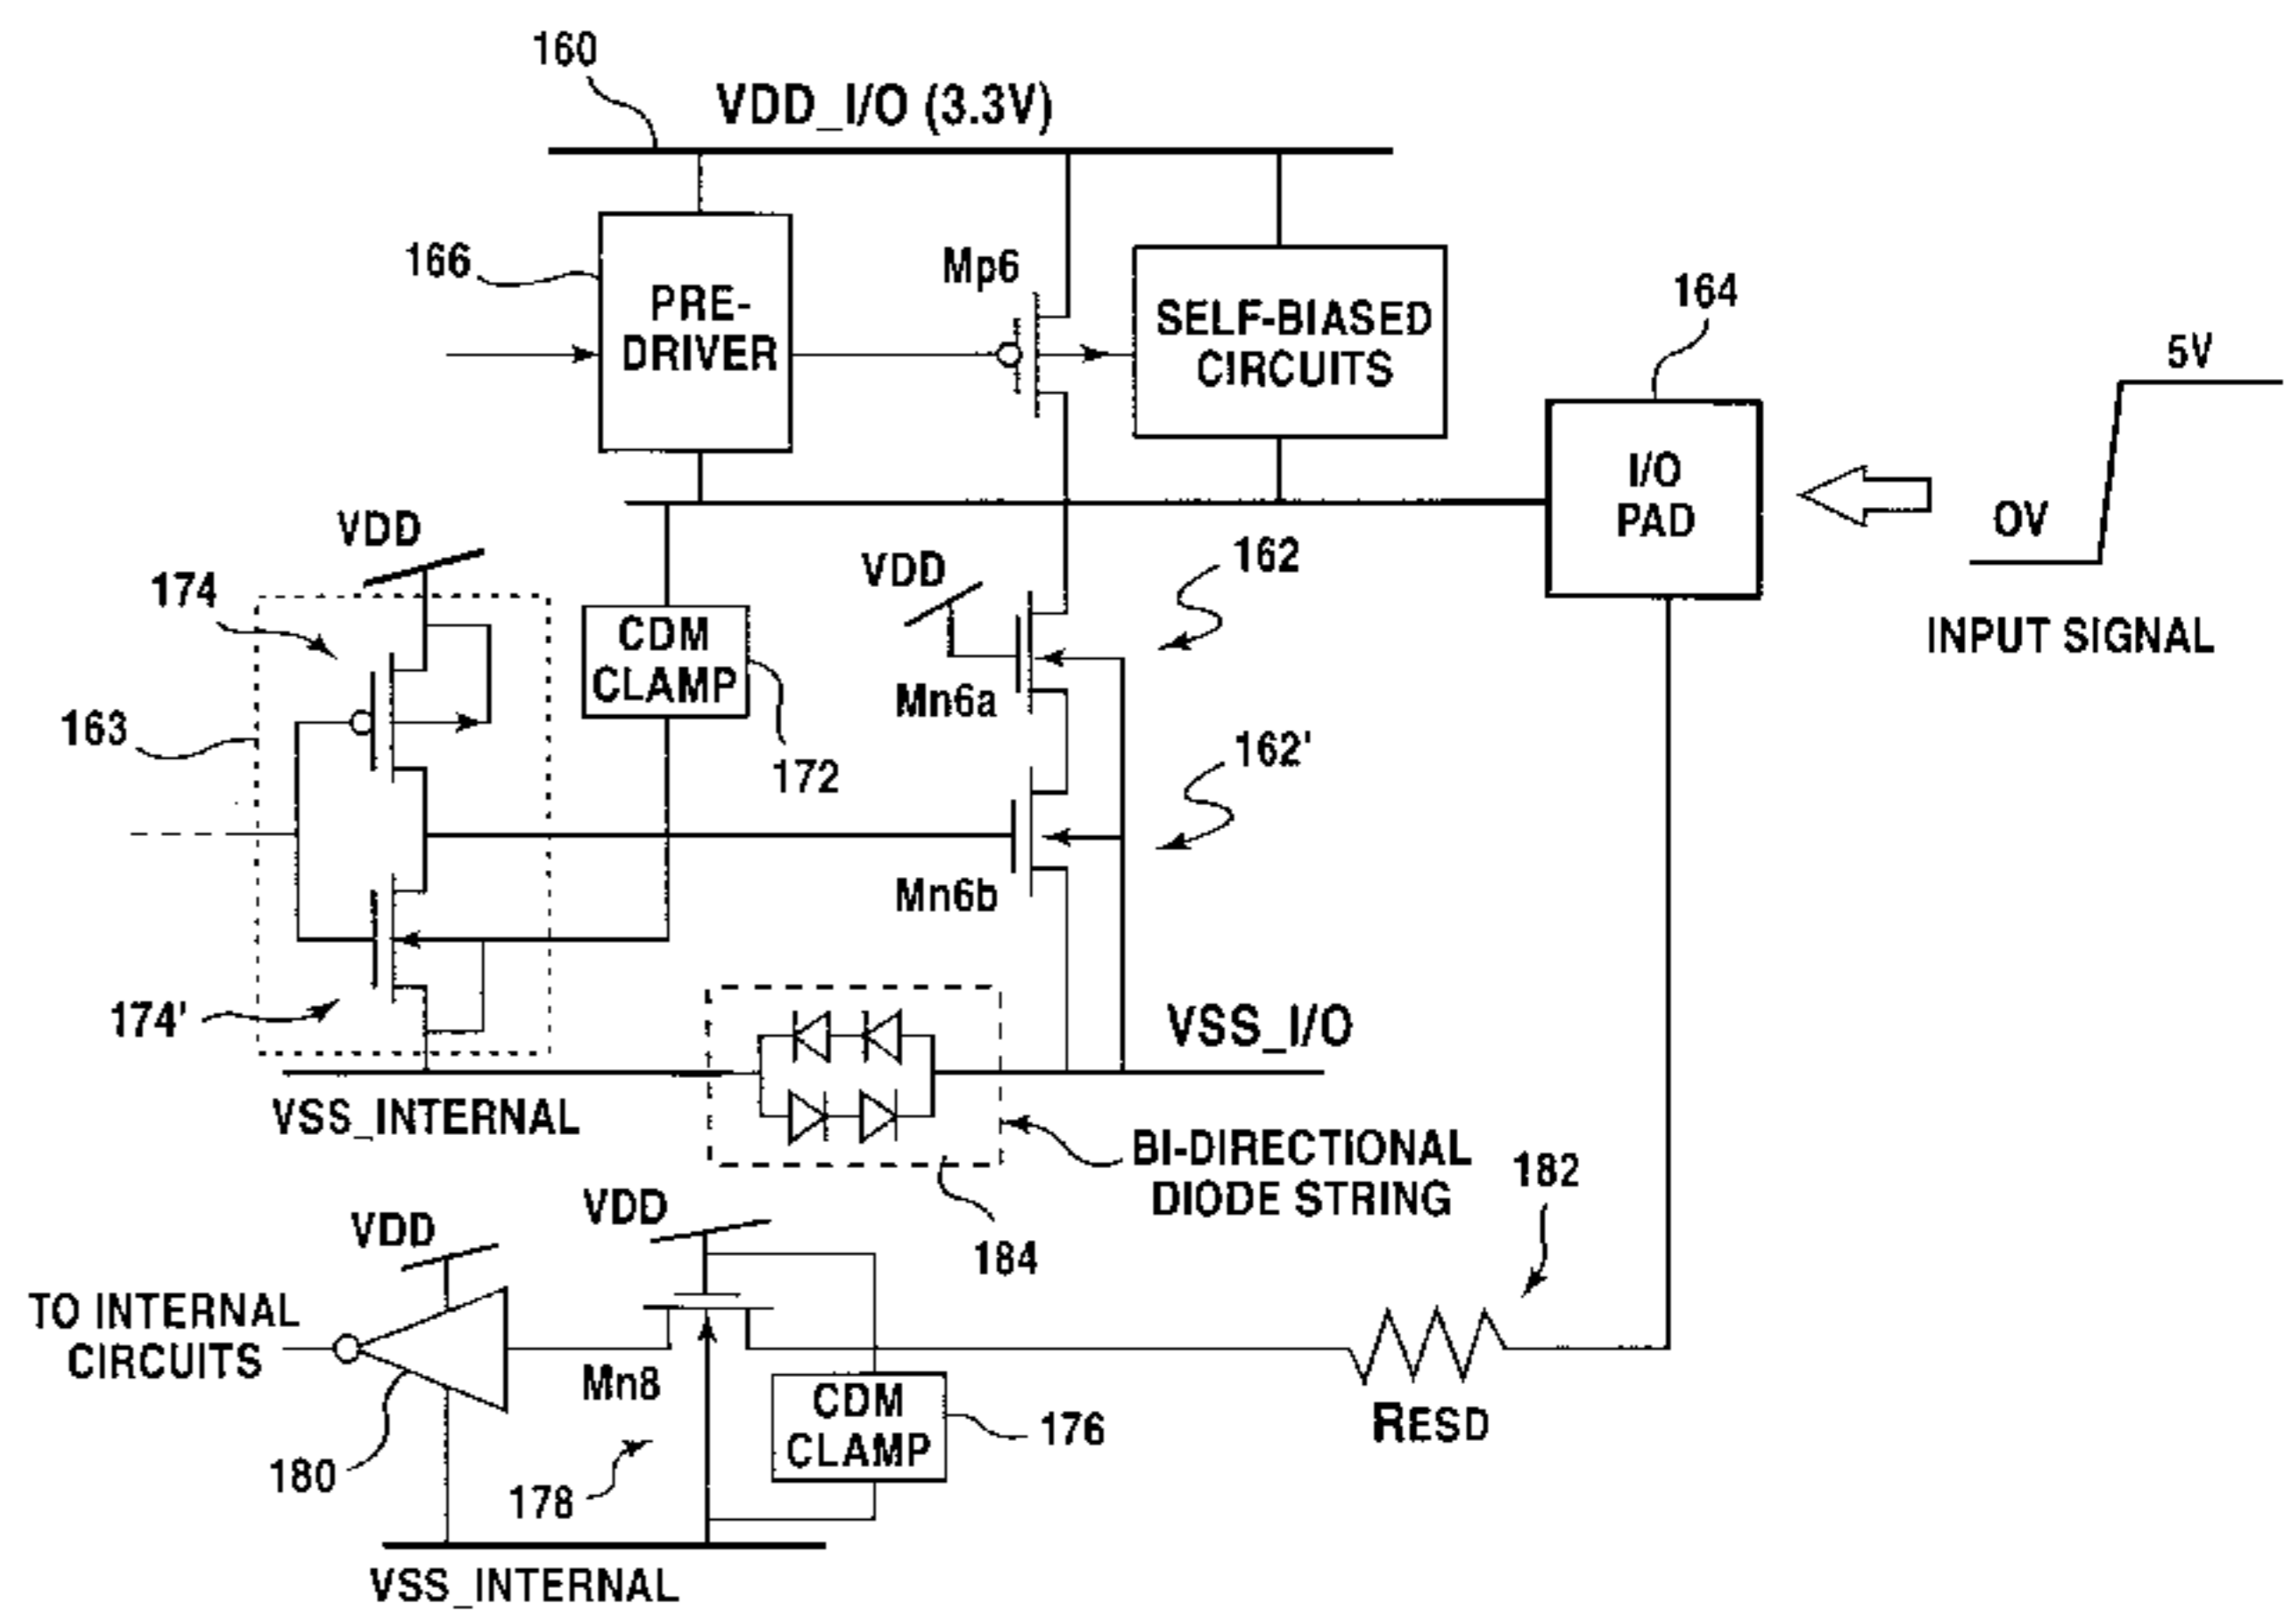 160
VDD_I/O (3.3V)
166
PRE-
DRIVER
Mp6
SELF-BIASED
CIRCUITS
164
5V
I/O
PAD
0V
INPUT SIGNAL
VDD
174
163
CDM
CLAMP
172
VDD
162
Mn6a
162'
Mn6b
174'
VSS_INTERNAL
VSS_I/O
BI-DIRECTIONAL
DIODE STRING
184
182
VDD
VDD
TO INTERNAL
CIRCUITS
Mn8
CDM
CLAMP
176
RESD
180
178
VSS_INTERNAL